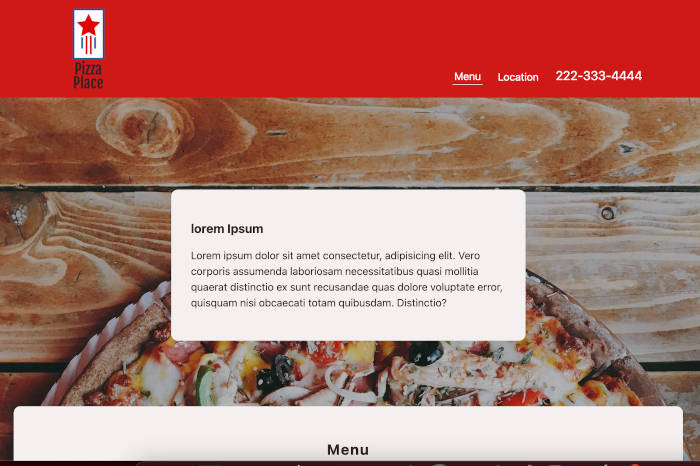 Pizza
Place
Menu
Location
222-333-4444
lorem Ipsum
Lorem ipsum dolor sit amet consectetur, adipisicing elit. Vero
corporis assumenda laboriosam necessitatibus quasi mollitia
quaerat distinctio ex sunt recusandae quas dolore voluptate error,
quisquam nisi obcaecati totam quibusdam. Distinctio?
Menu